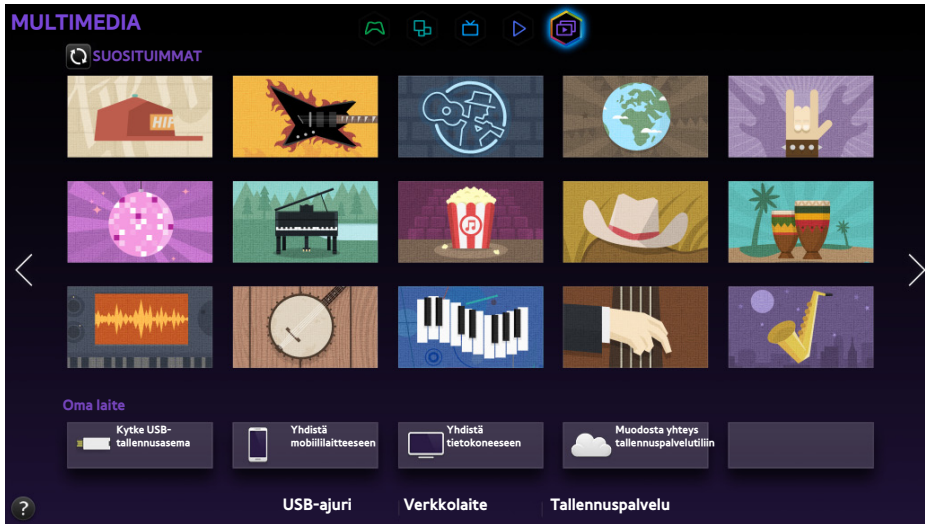 MULTIMEDIA
SUOSITUIMMAT
HIP
Oma laite
Kytke USB-
tallennusasema
Yhdistä
mobiililaitteeseen
Yhdistä
tietokoneeseen
Muodosta yhteys
tallennuspalvelutiliin
?
USB-ajuri
Verkkolaite
Tallennuspalvelu